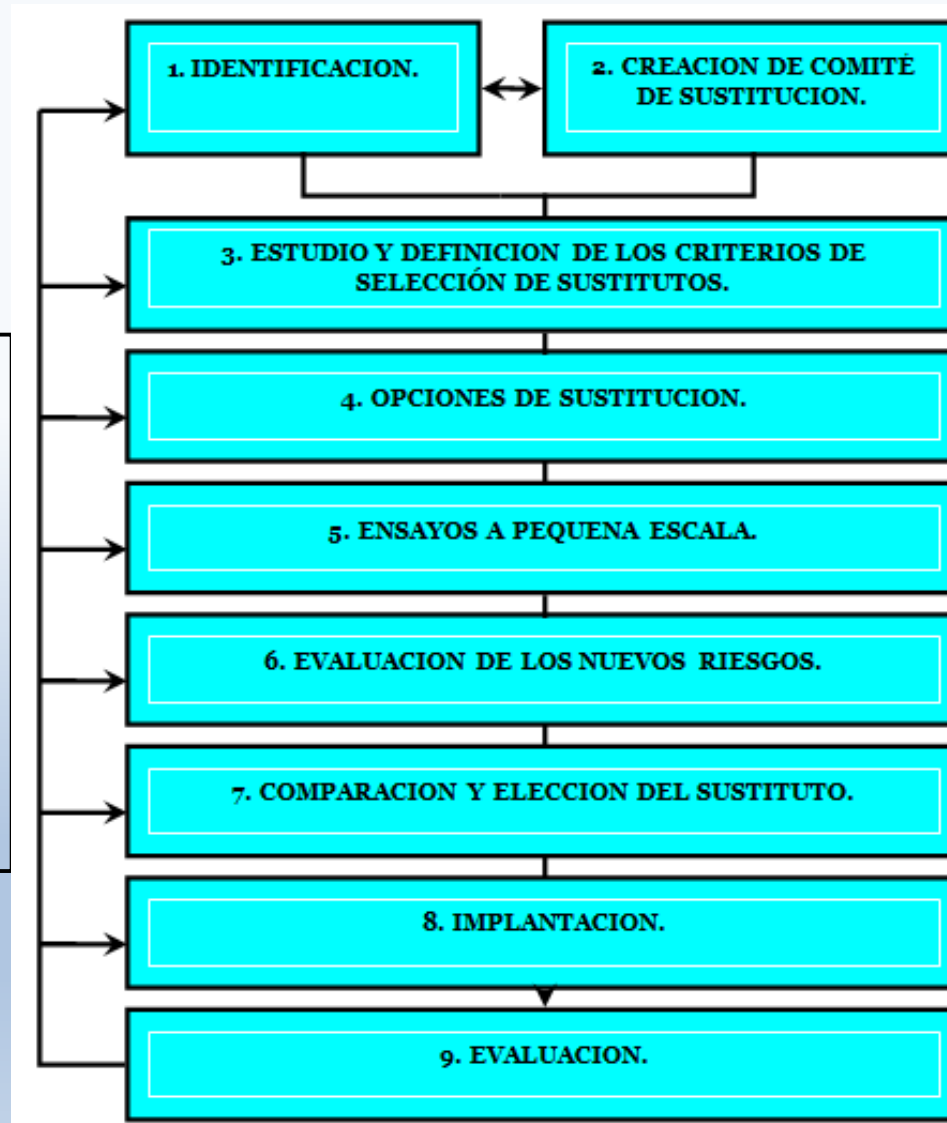 1. IDENTIFICACION.
2. CREACION DE COMITÉ
DE SUSTITUCION.
3. ESTUDIO Y DEFINICION DE LOS CRITERIOS DE
SELECCIÓN DE SUSTITUTOS.
4. OPCIONES DE SUSTITUCION.
5. ENSAYOS A PEQUENA ESCALA.
6. EVALUACION DE LOS NUEVOS RIESGOS.
7. COMPARACION Y ELECCION DEL SUSTITUTO.
8. IMPLANTACION.
9. EVALUACION.